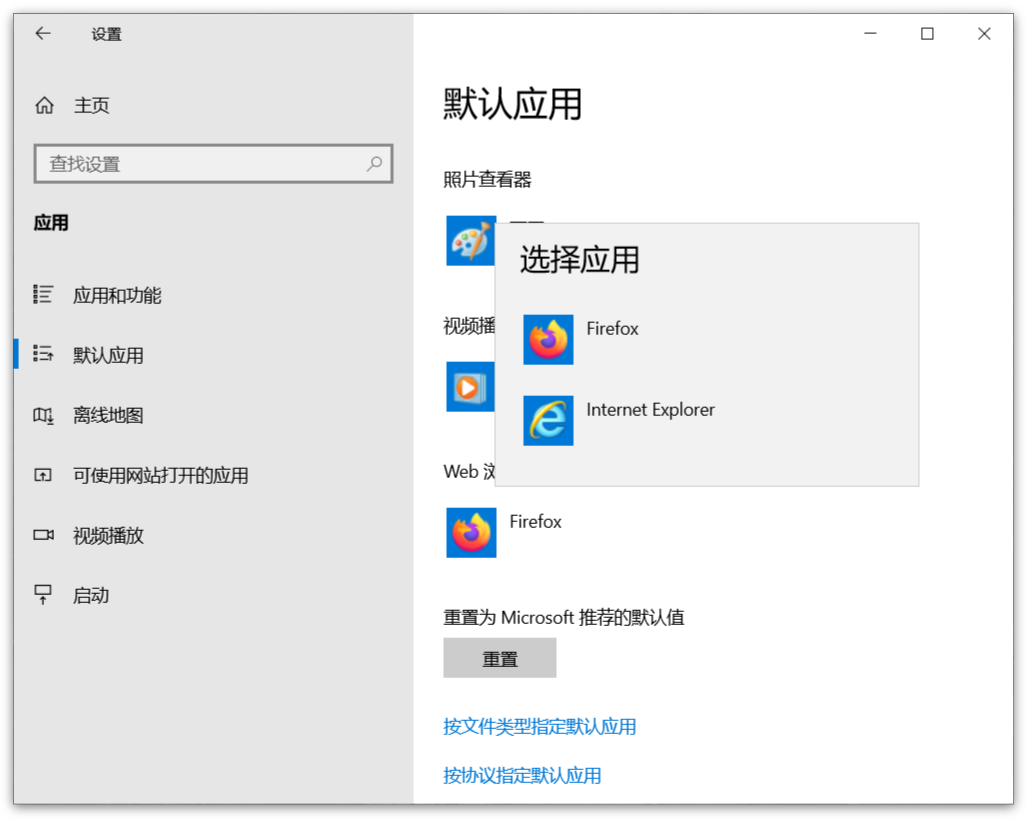 设置
主页
查找设置
应用
应用和功能
默认应用
离线地图
可使用网站打开的应用
视频播放
启动
默认应用
照片查看器
选择应用
Firefox
Internet Explorer
视频播
Web 浏
Firefox
重置为 Microsoft 推荐的默认值
重置
按文件类型指定默认应用
按协议指定默认应用